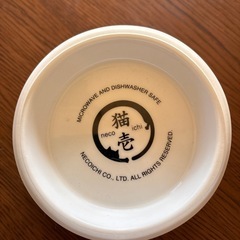 MICROWAVE AND DISHWASHER SAFE
猫壱
neco ichi
NECOICHI CO., LTD. ALL RIGHTS RESERVED.